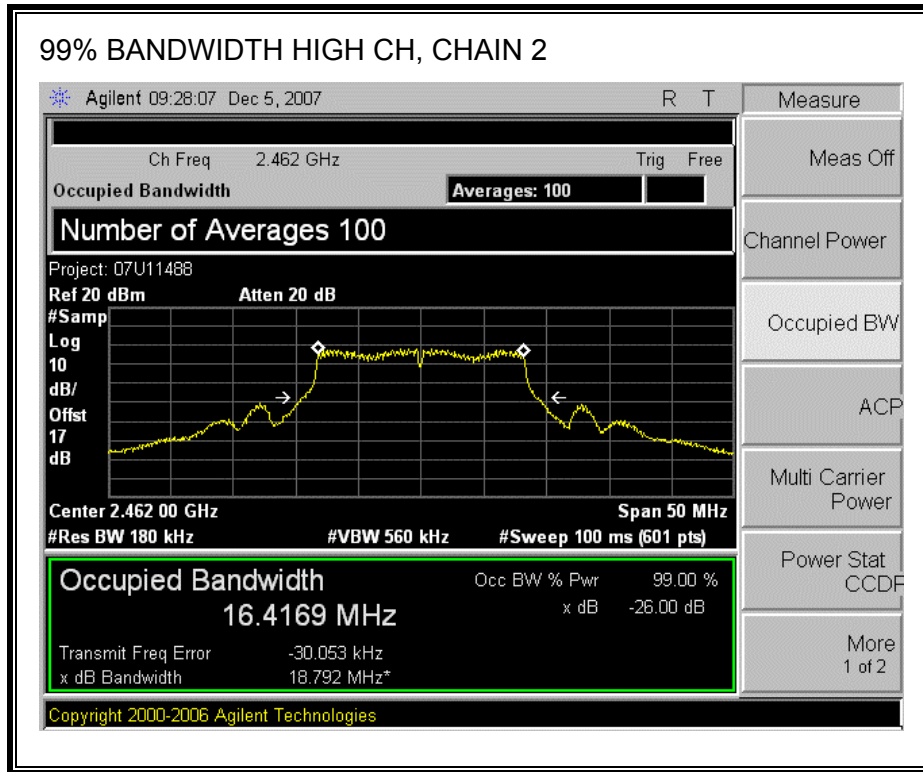 99% BANDWIDTH HIGH CH, CHAIN 2
Agilent 09:28:07 Dec 5, 2007 R T
Measure
Ch Freq 2.462 GHz Trig Free
Occupied Bandwidth Averages: 100
Number of Averages 100
Project: 07U11488
Ref 20 dBm Atten 20 dB
#Samp
Log
10
dB/
Offst
17
dB
Center 2.462 00 GHz Span 50 MHz
#Res BW 180 kHz #VBW 560 kHz #Sweep 100 ms (601 pts)
Occupied Bandwidth Occ BW % Pwr 99.00 %
16.4169 MHz x dB -26.00 dB
Transmit Freq Error -30.053 kHz
x dB Bandwidth 18.792 MHz*
Copyright 2000-2006 Agilent Technologies
Meas Off
Channel Power
Occupied BW
ACP
Multi Carrier
Power
Power Stat
CCDF
More
1 of 2